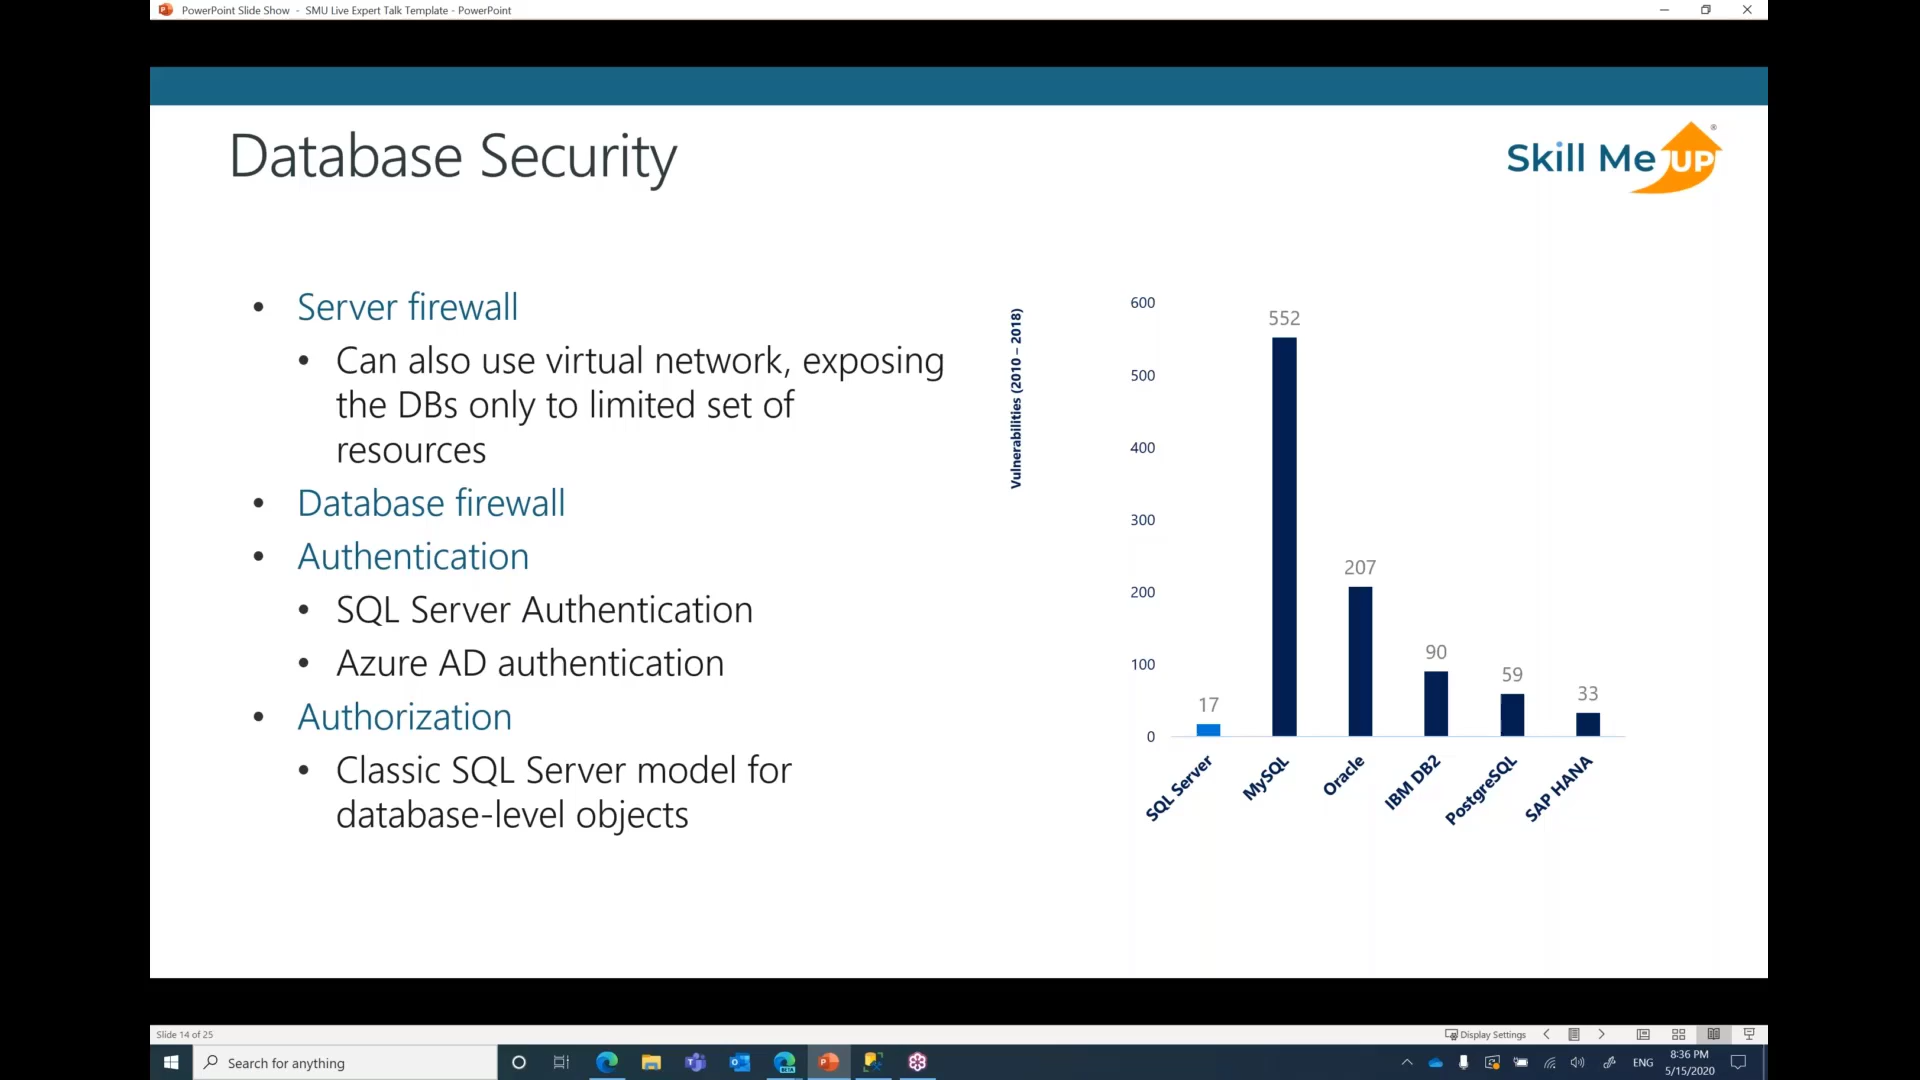 PowerPoint Slide Show - SMU Live Expert Talk Template - PowerPoint
Database Security
Skill Me UP®
• Server firewall
• Can also use virtual network, exposing
the DBs only to limited set of
resources
• Database firewall
• Authentication
• SQL Server Authentication
• Azure AD authentication
• Authorization
• Classic SQL Server model for
database-level objects
Vulnerabilities (2010 – 2018)
600
500
400
300
200
100
0
17
552
207
90
59
33
SQL Server
MySQL
Oracle
IBM DB2
PostgreSQL
SAP HANA
Slide 14 of 25
Display Settings
Search for anything
BETA
ENG
8:36 PM
5/15/2020